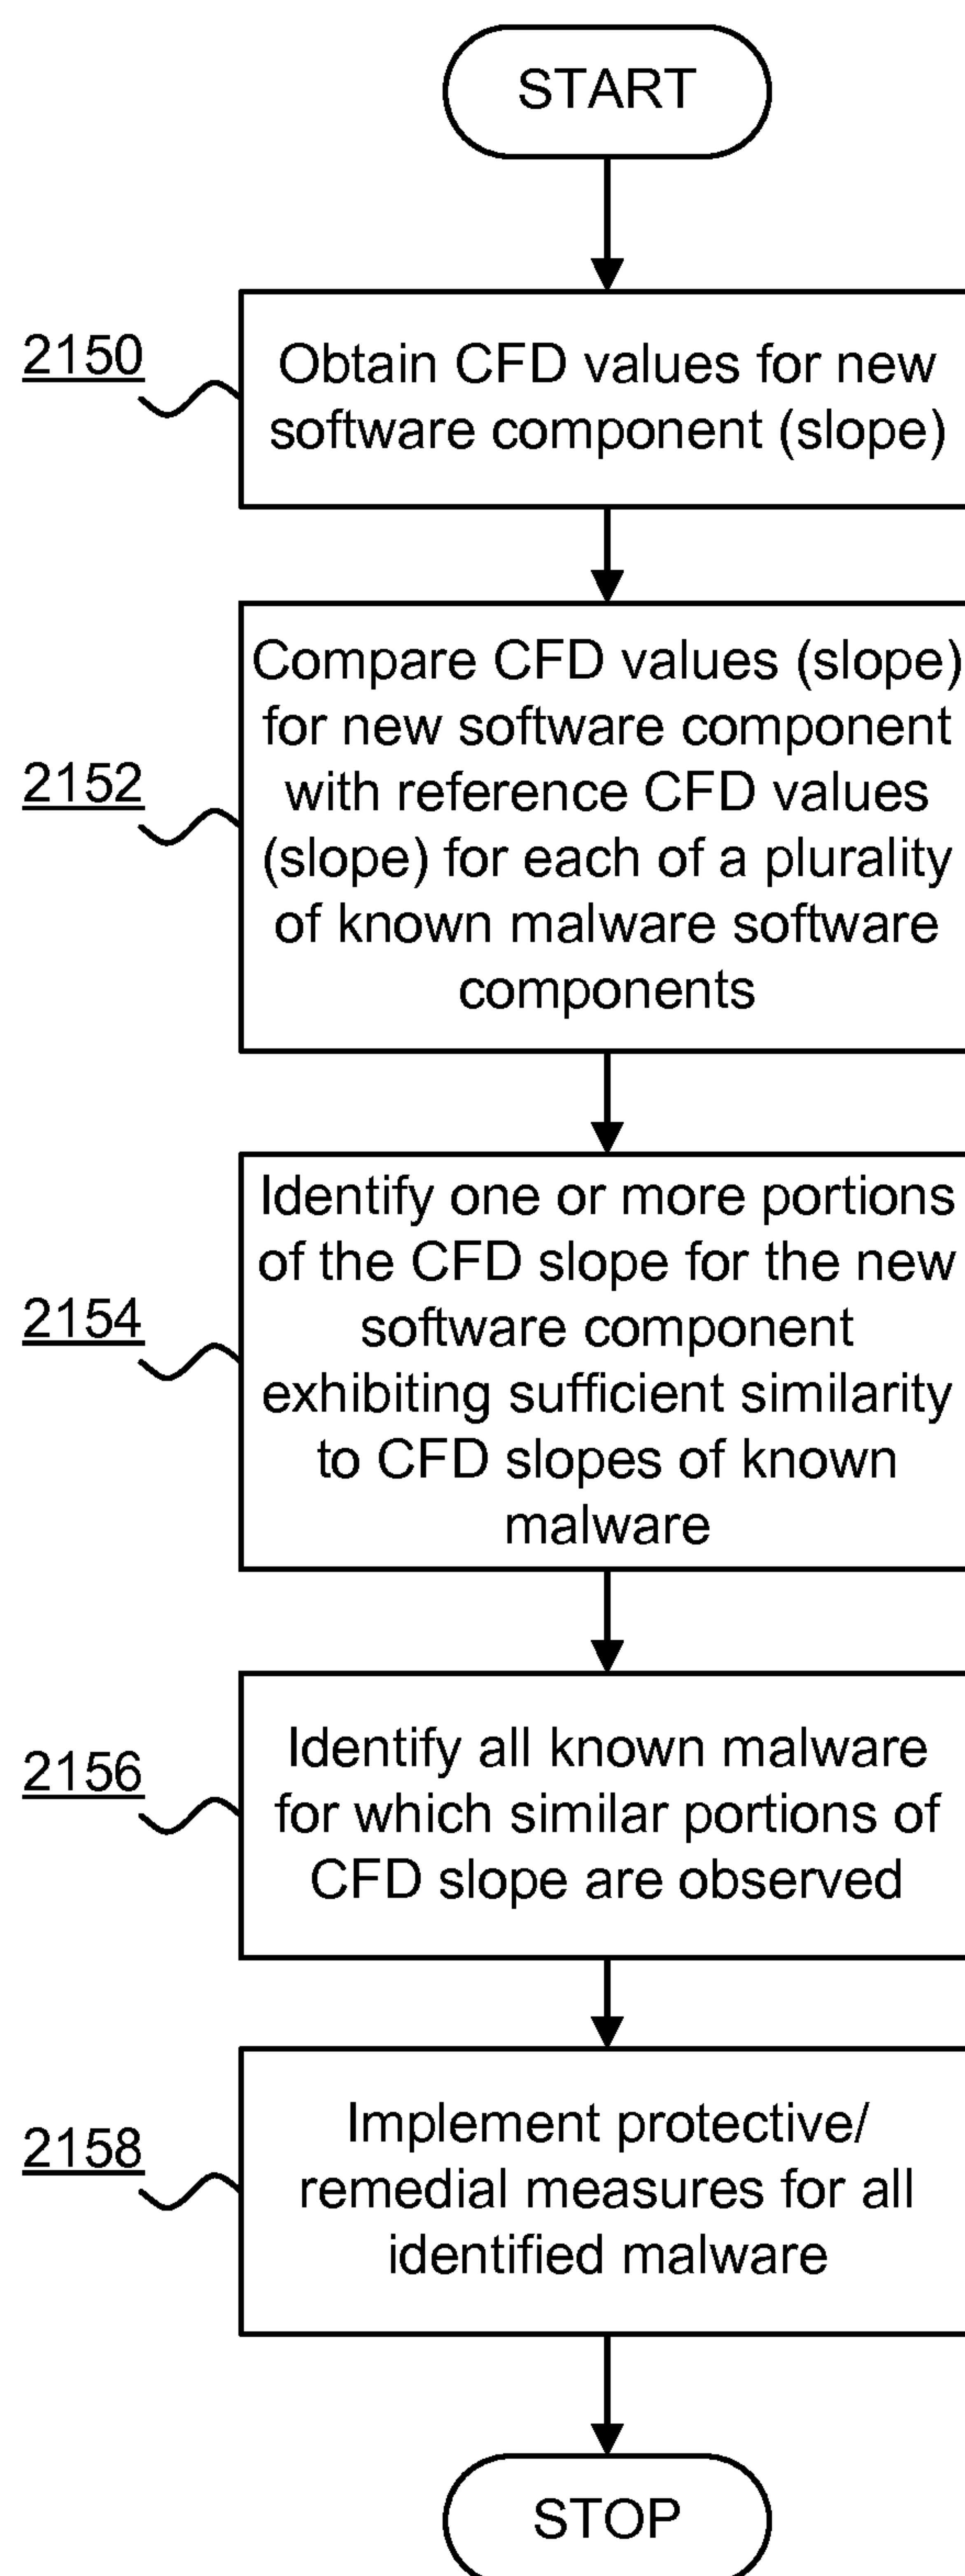 START
2150
Obtain CFD values for new
software component (slope)
2152
Compare CFD values (slope)
for new software component
with reference CFD values
(slope) for each of a plurality
of known malware software
components
2154
Identify one or more portions
of the CFD slope for the new
software component
exhibiting sufficient similarity
to CFD slopes of known
malware
2156
Identify all known malware
for which similar portions of
CFD slope are observed
2158
Implement protective/
remedial measures for all
identified malware
STOP